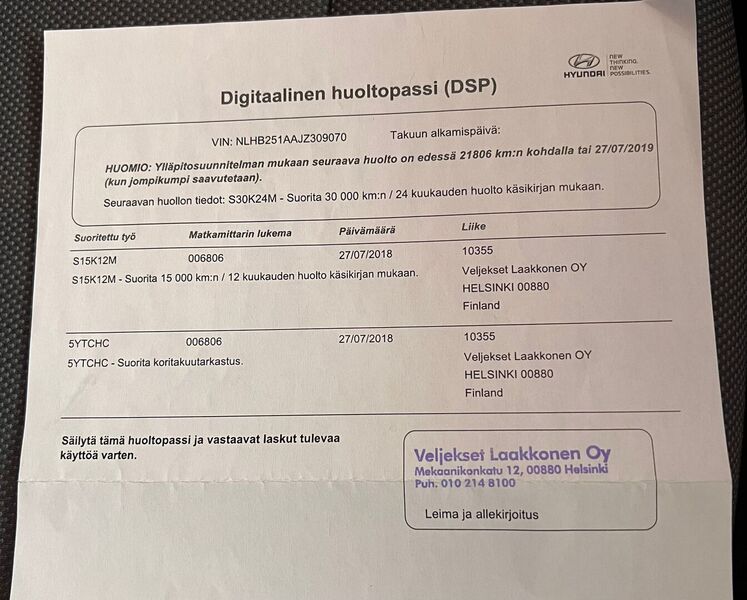 HYUNDAI
NEW
THINKING.
NEW
POSSIBILITIES.
Digitaalinen huoltopassi (DSP)
VIN: NLHB251AAJZ309070 Takuun alkamispäivä:
HUOMIO: Ylläpitosuunnitelman mukaan seuraava huolto on edessä 21806 km:n kohdalla tai 27/07/2019
(kun jompikumpi saavutetaan).
Seuraavan huollon tiedot: S30K24M - Suorita 30 000 km:n / 24 kuukauden huolto käsikirjan mukaan.
Suoritettu työ Matkamittarin lukema Päivämäärä Liike
S15K12M 006806 27/07/2018 10355
S15K12M - Suorita 15 000 km:n / 12 kuukauden huolto käsikirjan mukaan. Veljekset Laakkonen OY
HELSINKI 00880
Finland
5YTCHC 006806 27/07/2018 10355
5YTCHC - Suorita koritakuutarkastus. Veljekset Laakkonen OY
HELSINKI 00880
Finland
Säilytä tämä huoltopassi ja vastaavat laskut tulevaa
käyttöä varten.
Veljekset Laakkonen Oy
Mekaanikonkatu 12, 00880 Helsinki
Puh. 010 214 8100
Leima ja allekirjoitus